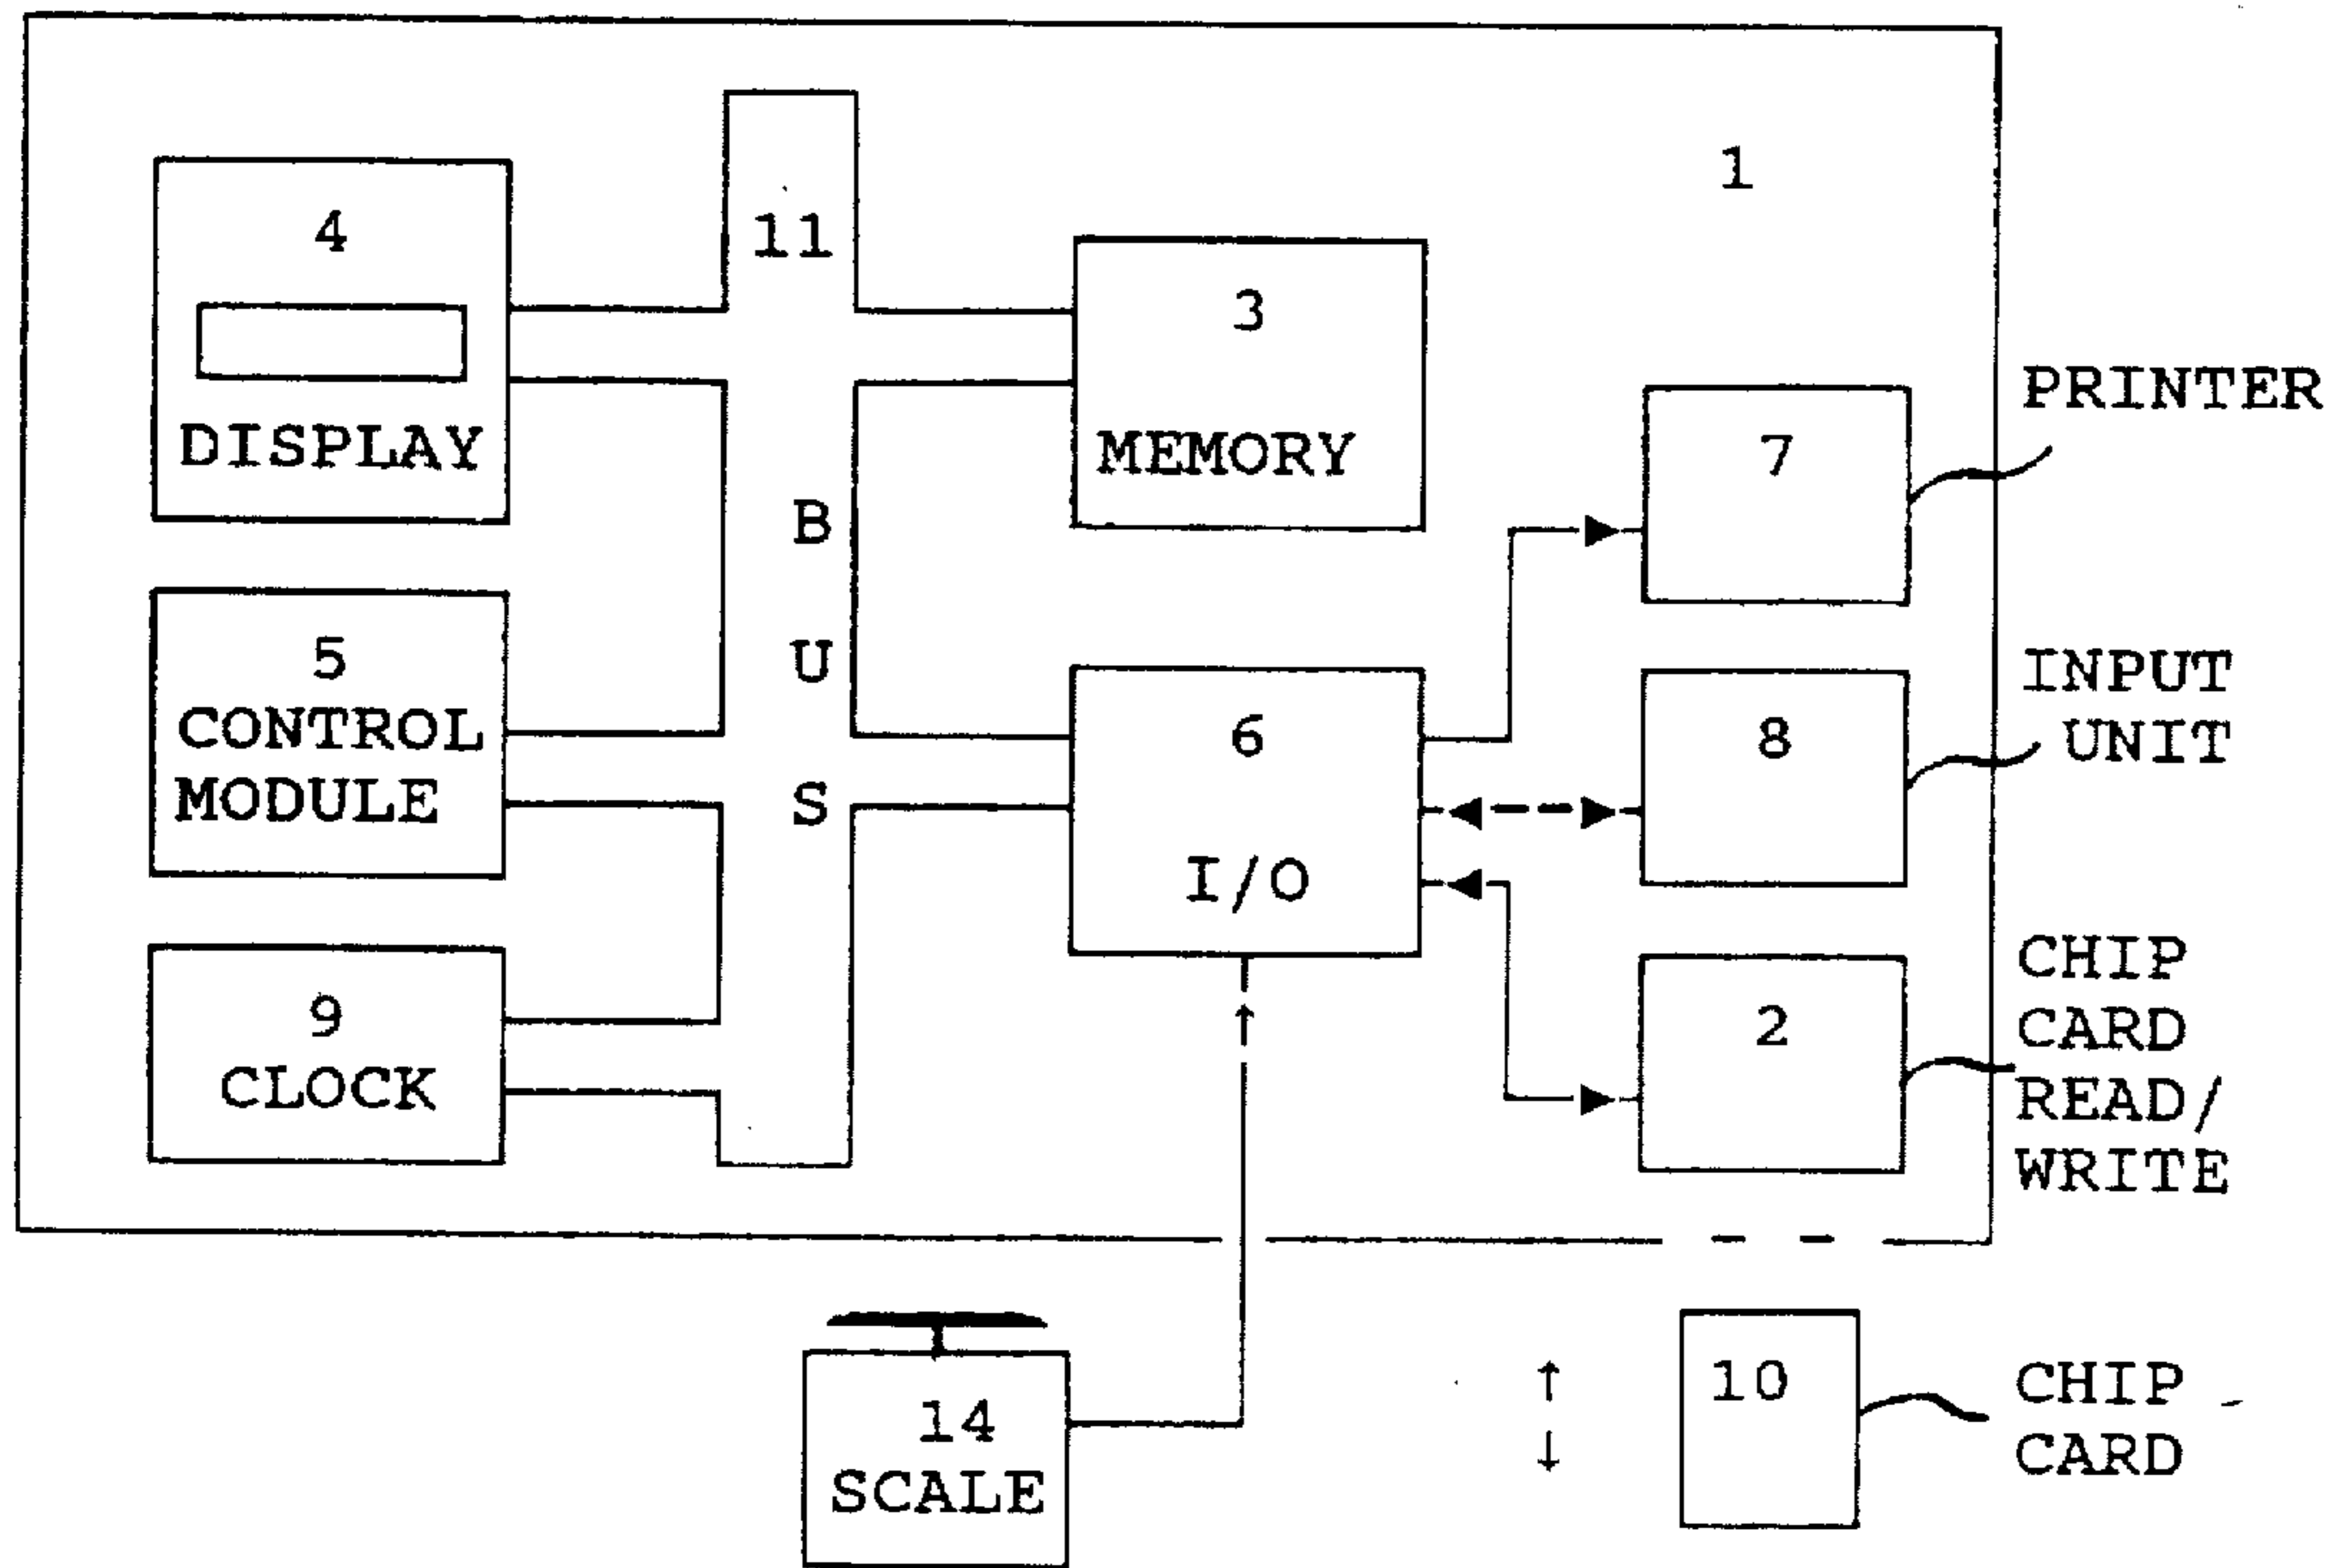 1
4
DISPLAY
11
BUS
3
MEMORY
7
PRINTER
5
CONTROL
MODULE
6
I/O
8
INPUT
UNIT
9
CLOCK
2
CHIP
CARD
READ/
WRITE
14
SCALE
10
CHIP
CARD